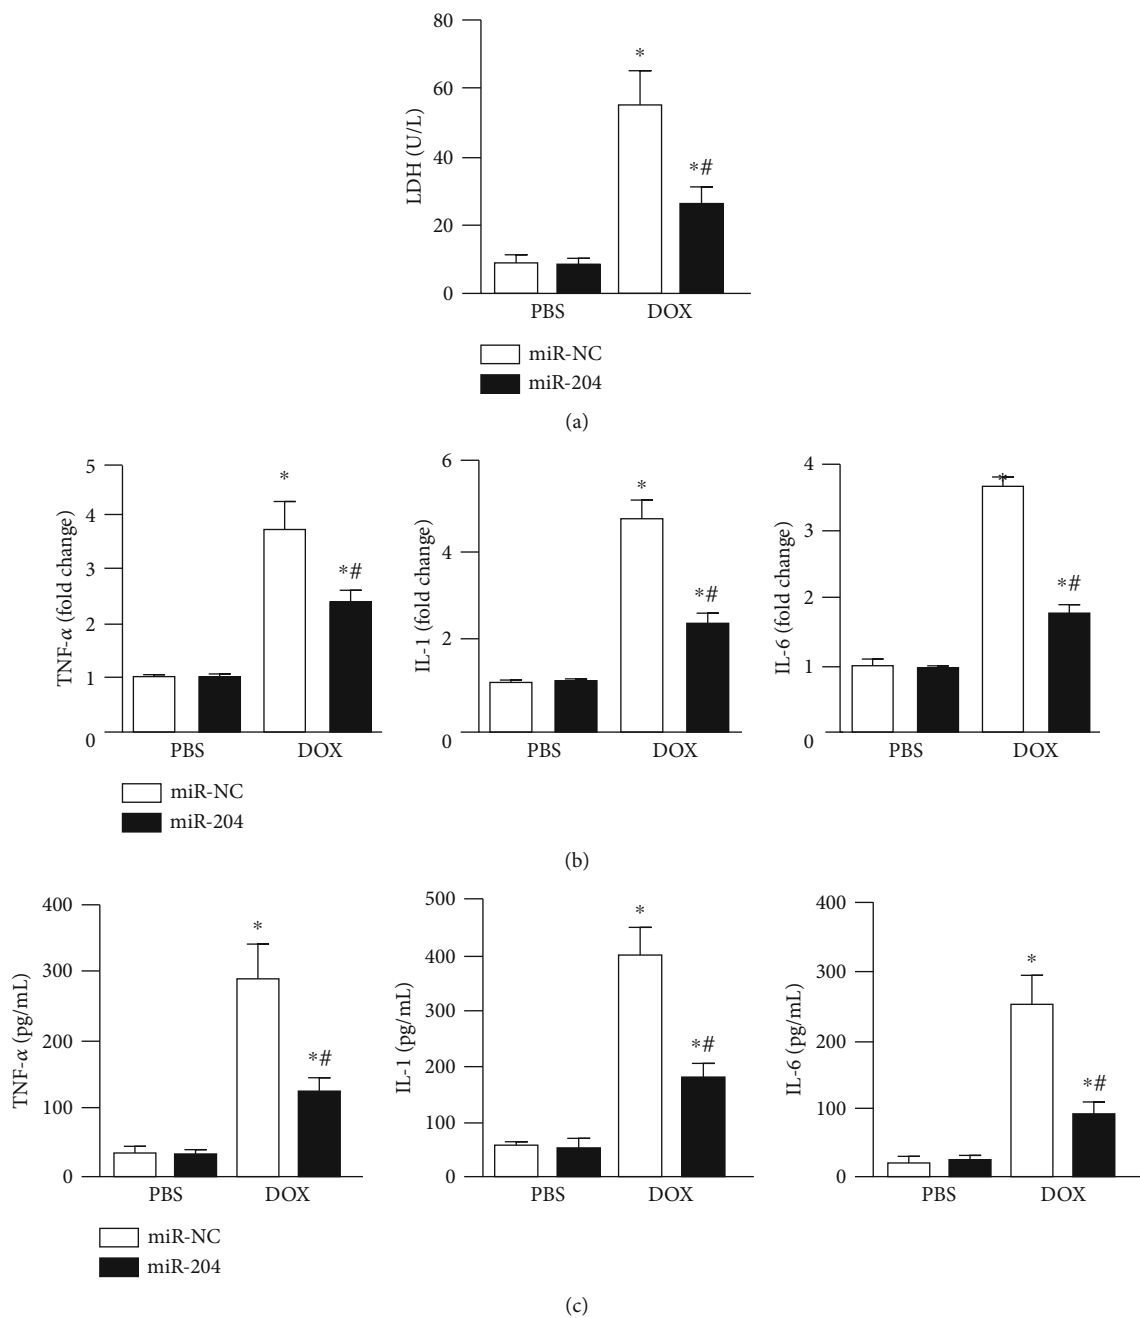 80
60
40
20
0
LDH (U/L)
*
*#
PBS DOX
miR-NC
miR-204
(a)
5
4
3
2
1
0
TNF-α (fold change)
*
*#
PBS DOX
6
4
2
0
IL-1 (fold change)
*
*#
PBS DOX
4
3
2
1
0
IL-6 (fold change)
*
*#
PBS DOX
miR-NC
miR-204
(b)
400
300
200
100
0
TNF-α (pg/mL)
*
*#
PBS DOX
500
400
300
200
100
0
IL-1 (pg/mL)
*
*#
PBS DOX
400
300
200
100
0
IL-6 (pg/mL)
*
*#
PBS DOX
miR-NC
miR-204
(c)